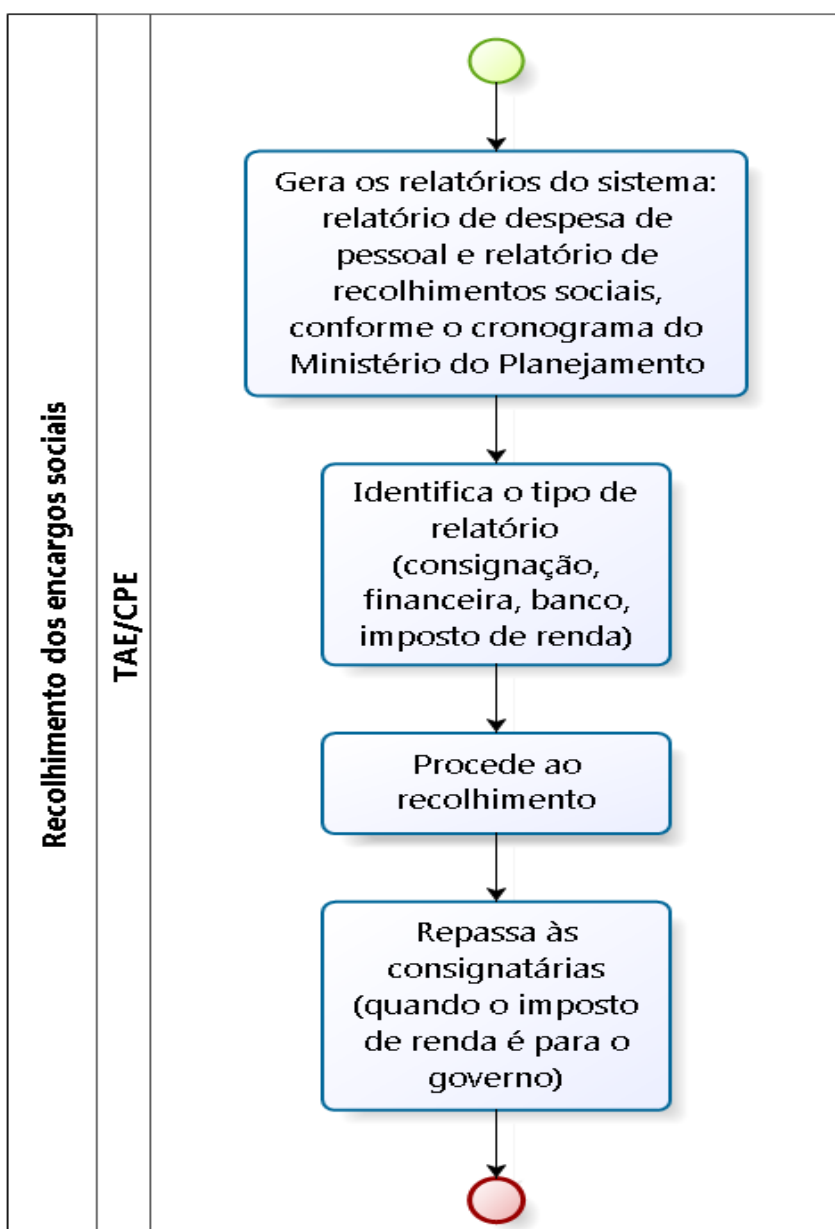 Recolhimento dos encargos sociais
TAE/CPE
Gera os relatórios do sistema:
relatório de despesa de
pessoal e relatório de
recolhimentos sociais,
conforme o cronograma do
Ministério do Planejamento
Identifica o tipo de
relatório
(consignação,
financeira, banco,
imposto de renda)
Procede ao
recolhimento
Repassa às
consignatárias
(quando o imposto
de renda é para o
governo)